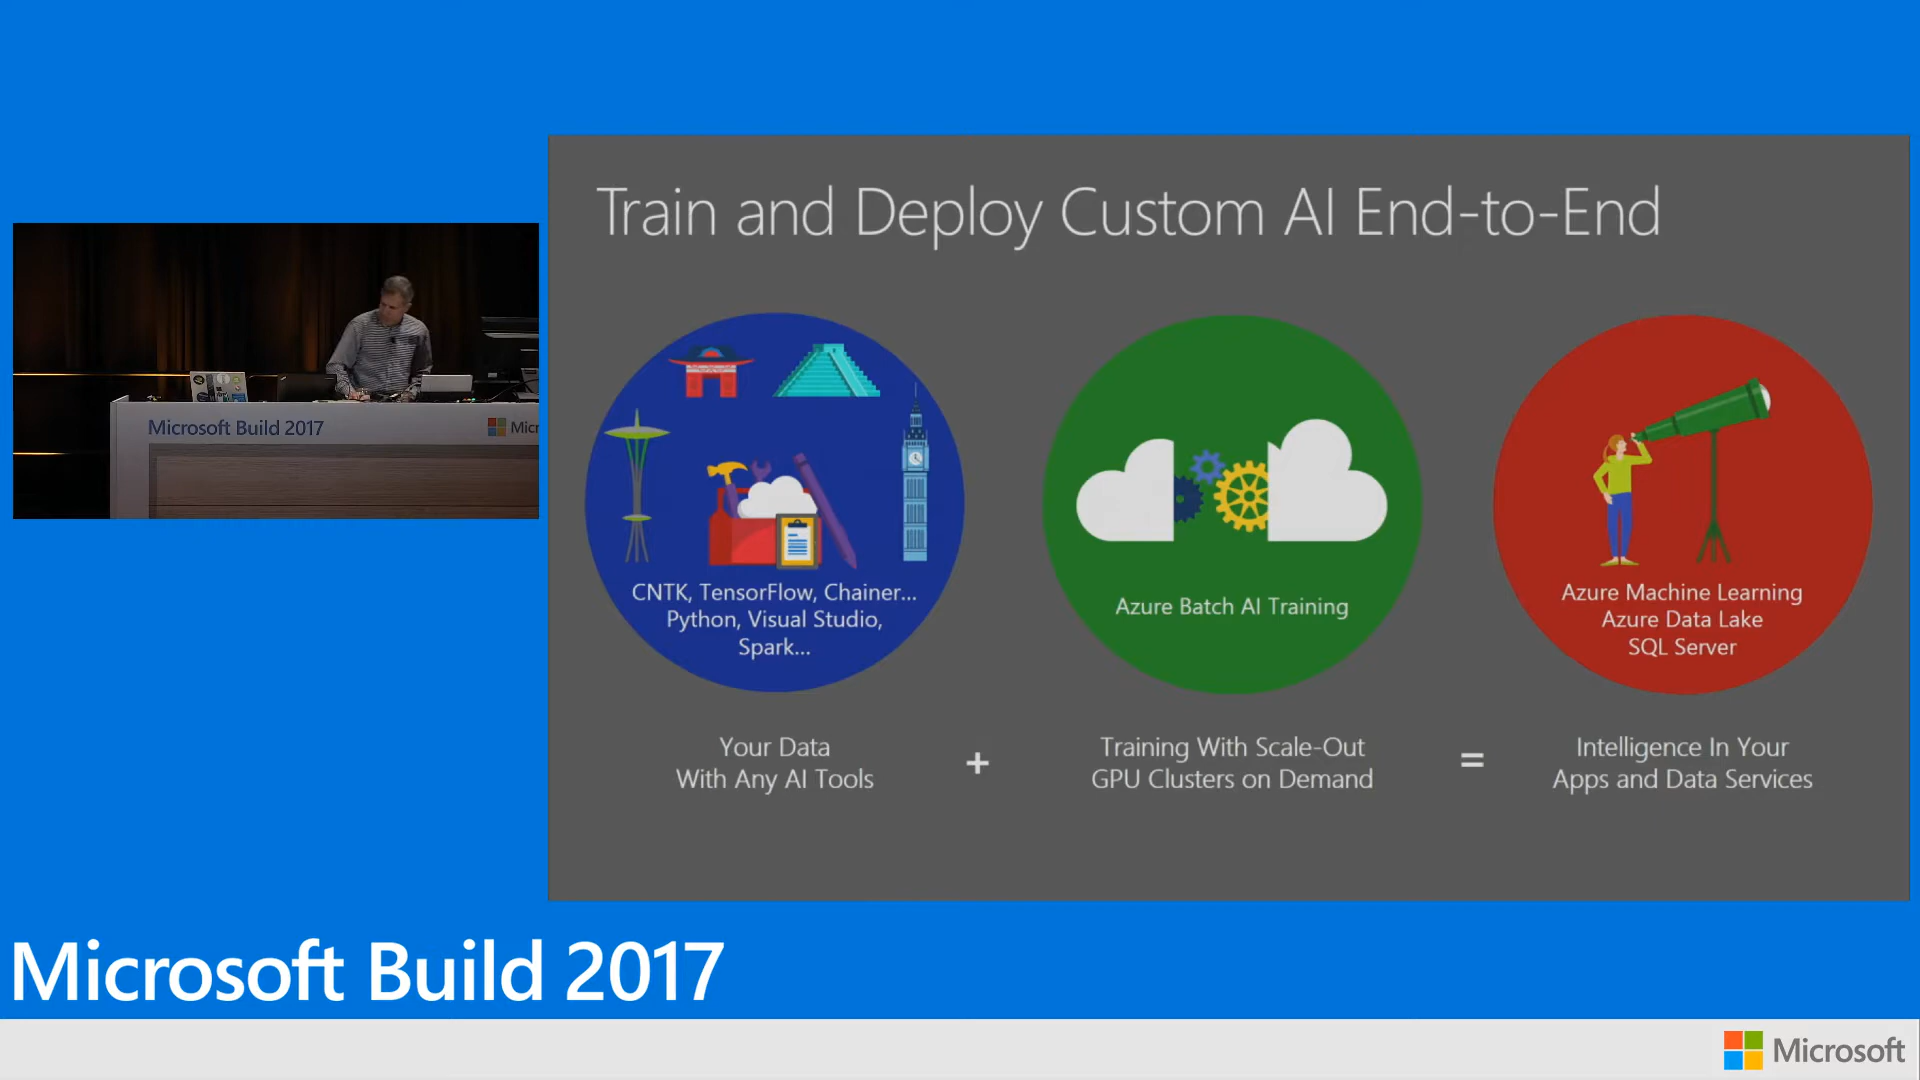 Train and Deploy Custom AI End-to-End
CNTK, TensorFlow, Chainer...
Python, Visual Studio,
Spark...
Azure Batch AI Training
Azure Machine Learning
Azure Data Lake
SQL Server
Your Data
With Any AI Tools
+
Training With Scale-Out
GPU Clusters on Demand
=
Intelligence In Your
Apps and Data Services
Microsoft Build 2017
Micr
Microsoft Build 2017
Microsoft